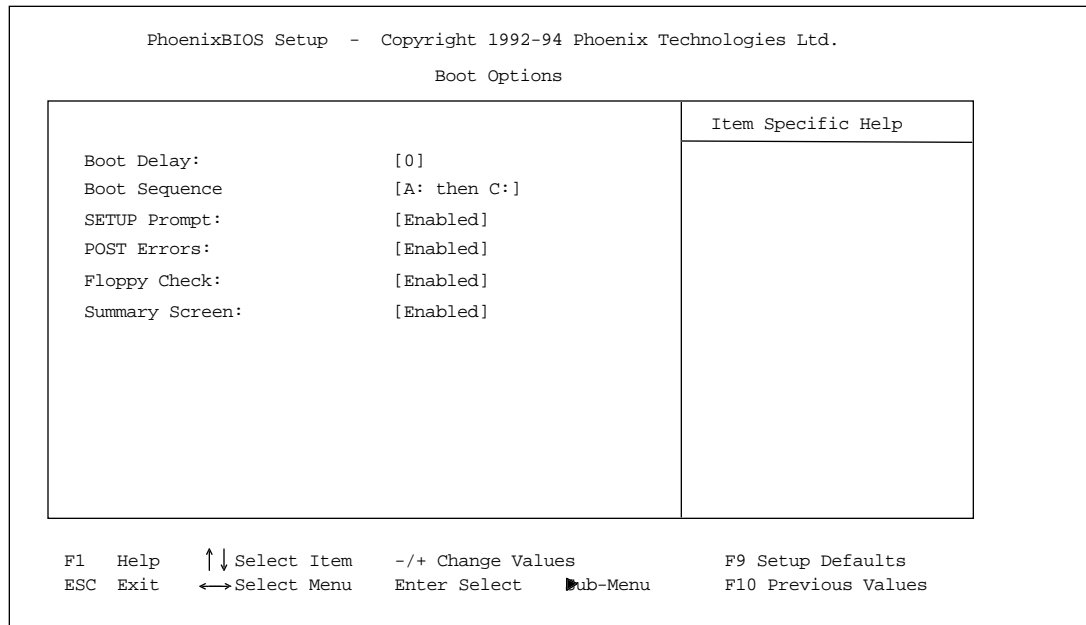 PhoenixBIOS Setup - Copyright 1992-94 Phoenix Technologies Ltd.
Boot Options
Item Specific Help
Boot Delay: [0]
Boot Sequence [A: then C:]
SETUP Prompt: [Enabled]
POST Errors: [Enabled]
Floppy Check: [Enabled]
Summary Screen: [Enabled]
F1 Help ↑↓ Select Item -/+ Change Values F9 Setup Defaults
ESC Exit ↔ Select Menu Enter Select ▶ub-Menu F10 Previous Values